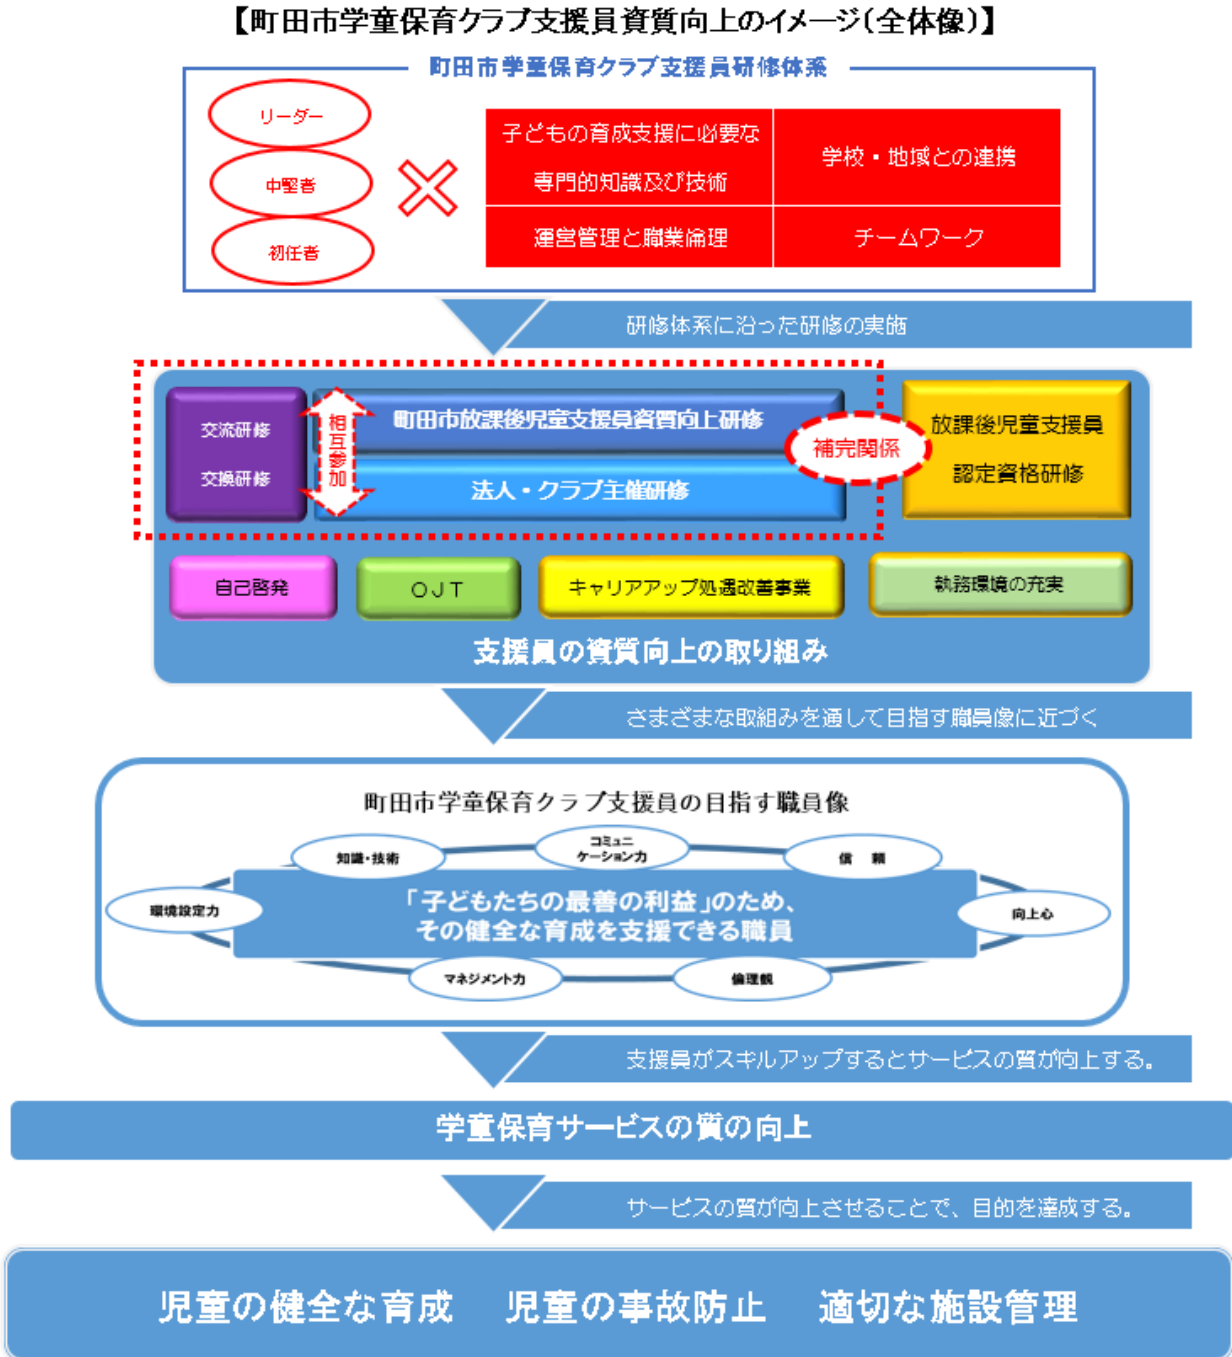 【町田市学童保育クラブ支援員資質向上のイメージ(全体像)】
町田市学童保育クラブ支援員研修体系
リーダー
中堅者
初任者
子どもの育成支援に必要な
専門的知識及び技術
学校・地域との連携
運営管理と職業倫理
チームワーク
研修体系に沿った研修の実施
交流研修
交換研修
相互参加
町田市放課後児童支援員資質向上研修
法人・クラブ主催研修
補完関係
放課後児童支援員
認定資格研修
自己啓発
OJT
キャリアアップ処遇改善事業
執務環境の充実
支援員の資質向上の取り組み
さまざまな取組みを通して目指す職員像に近づく
町田市学童保育クラブ支援員の目指す職員像
知識・技術
コミュニ
ケーション力
信 頼
環境設定力
「子どもたちの最善の利益」のため、
その健全な育成を支援できる職員
向上心
マネジメント力
倫理観
支援員がスキルアップするとサービスの質が向上する。
学童保育サービスの質の向上
サービスの質が向上させることで、目的を達成する。
児童の健全な育成 児童の事故防止 適切な施設管理